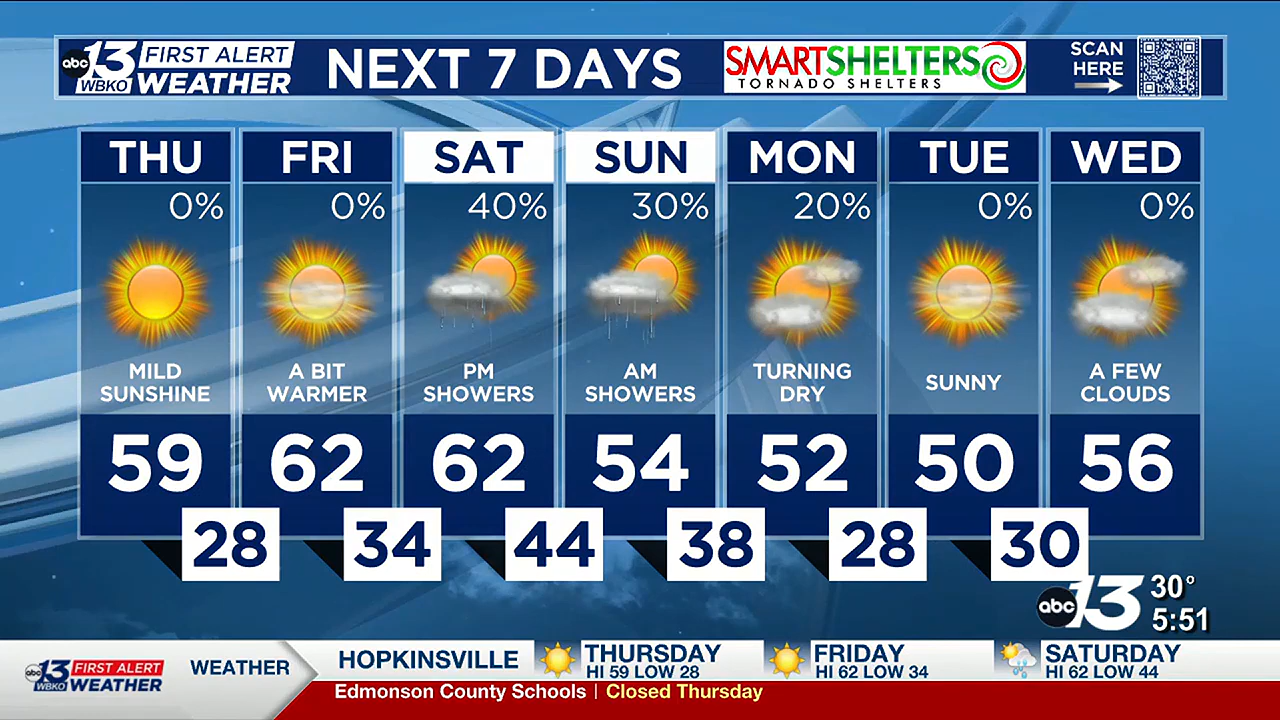 abc 13 WBKO FIRST ALERT WEATHER
NEXT 7 DAYS
SMARTSHELTERS
TORNADO SHELTERS
SCAN HERE
THU FRI SAT SUN MON TUE WED
0% 0% 40% 30% 20% 0% 0%
MILD SUNSHINE
A BIT WARMER
PM SHOWERS
AM SHOWERS
TURNING DRY
SUNNY
A FEW CLOUDS
59 62 62 54 52 50 56
28 34 44 38 28 30
abc 13
30°
5:51
abc 13 WBKO FIRST ALERT WEATHER
WEATHER
HOPKINSVILLE
THURSDAY
HI 59 LOW 28
FRIDAY
HI 62 LOW 34
SATURDAY
HI 62 LOW 44
Edmonson County Schools | Closed Thursday